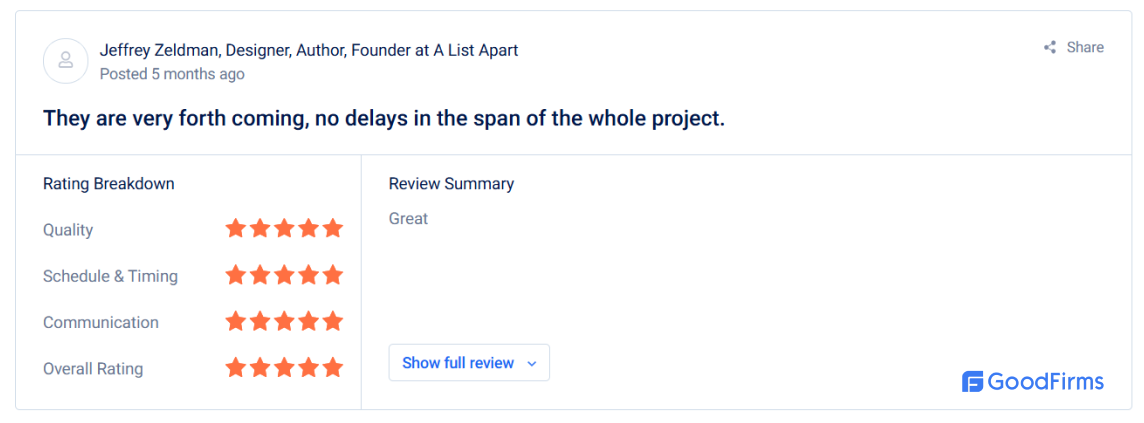 Jeffrey Zeldman, Designer, Author, Founder at A List Apart
Share
Posted 5 months ago
They are very forth coming, no delays in the span of the whole project.
Rating Breakdown
Quality
Schedule & Timing
Communication
Overall Rating
Review Summary
Great
Show full review
GoodFirms